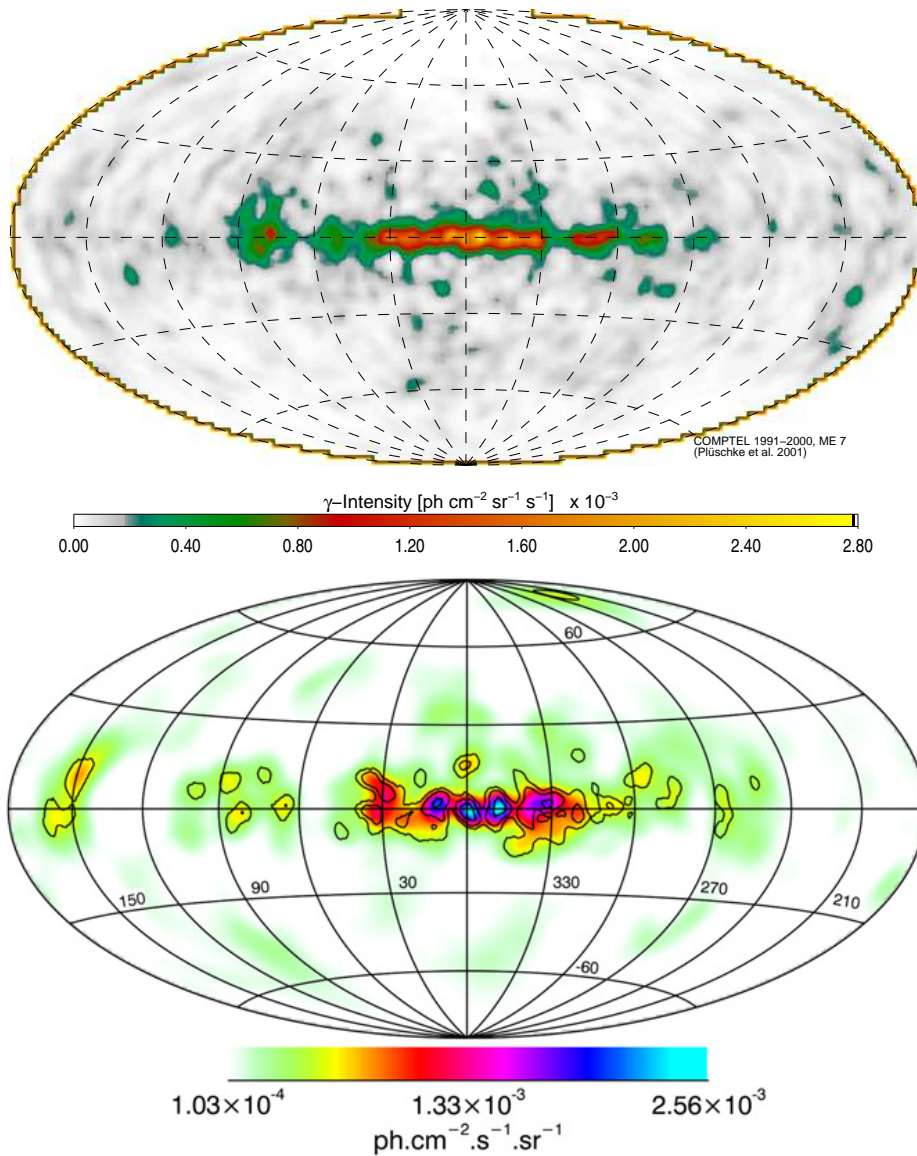 COMPTEL 1991–2000, ME 7
(Plüschke et al. 2001)
γ–Intensity [ph cm⁻² sr⁻¹ s⁻¹] x 10⁻³
0.00 0.40 0.80 1.20 1.60 2.00 2.40 2.80
60
150 90 30 330 270 210
-60
1.03×10⁻⁴ 1.33×10⁻³ 2.56×10⁻³
ph.cm⁻².s⁻¹.sr⁻¹